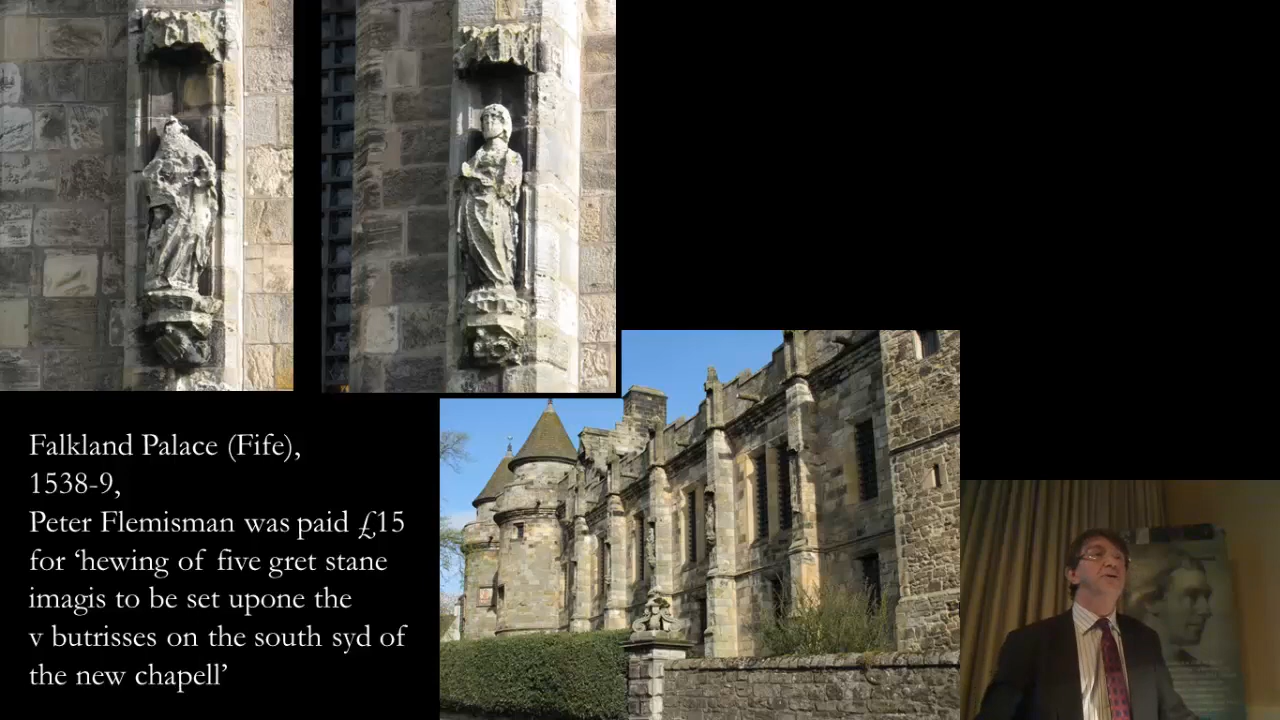 Falkland Palace (Fife),
1538-9,
Peter Flemisman was paid £15
for ‘hewing of five gret stane
imagis to be set upone the
v butrisses on the south syd of
the new chapell’